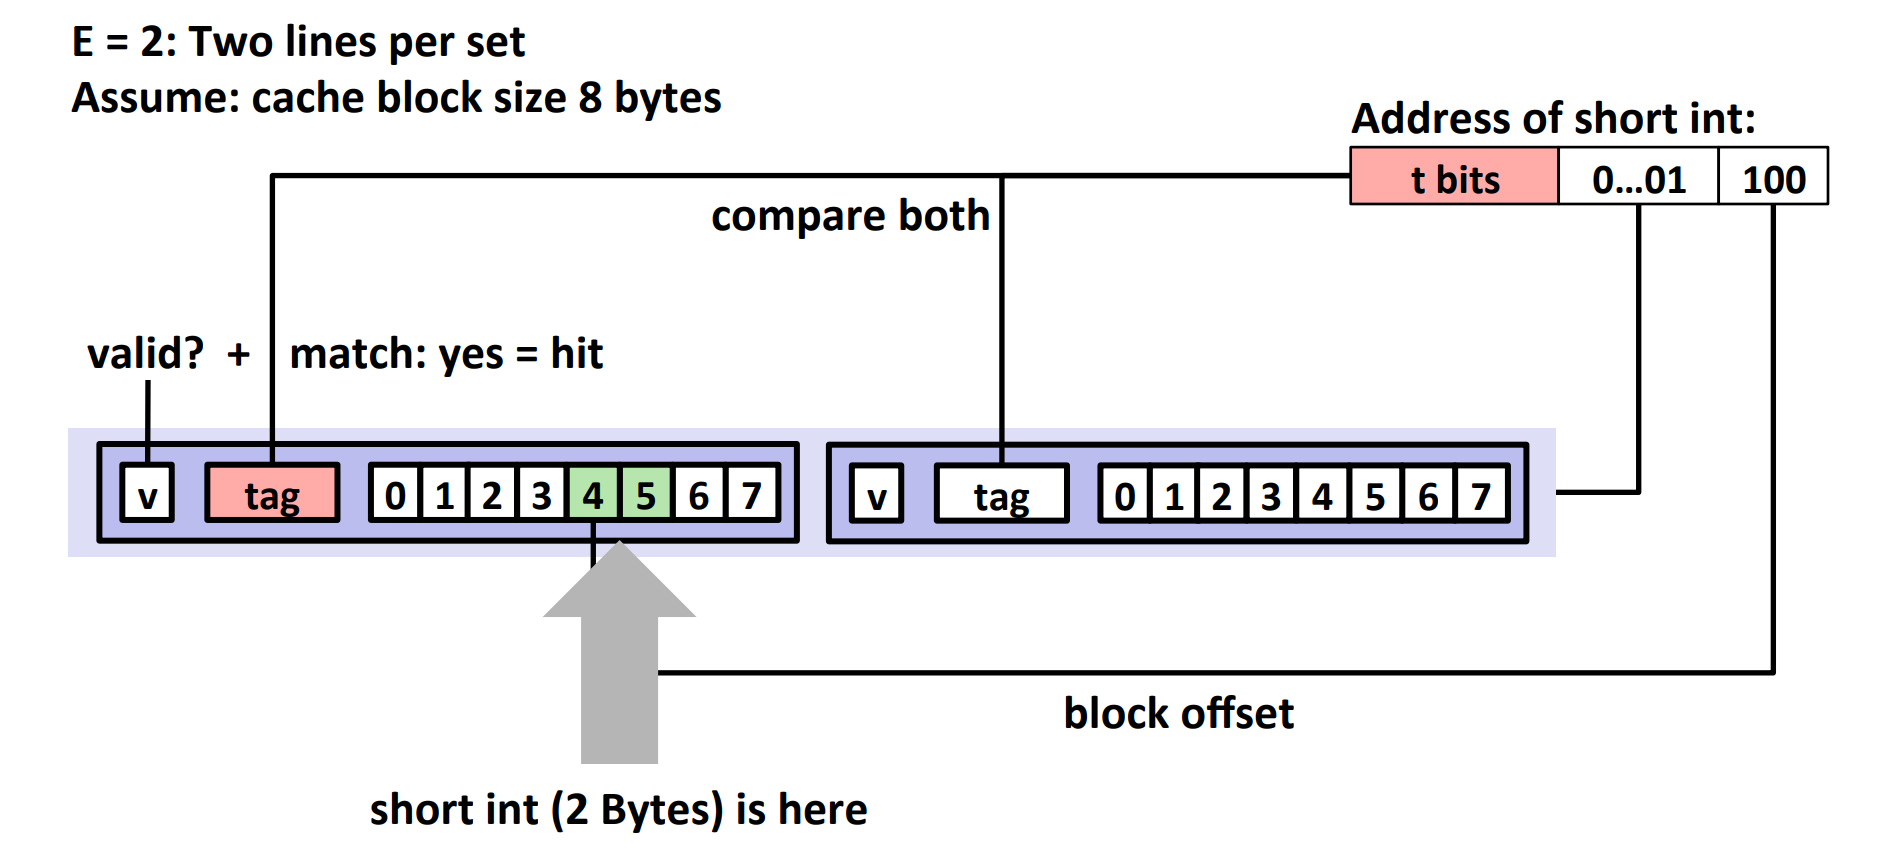 E = 2: Two lines per set
Assume: cache block size 8 bytes
Address of short int:
t bits 0...01 100
compare both
valid? + match: yes = hit
v tag 0 1 2 3 4 5 6 7 v tag 0 1 2 3 4 5 6 7
block offset
short int (2 Bytes) is here